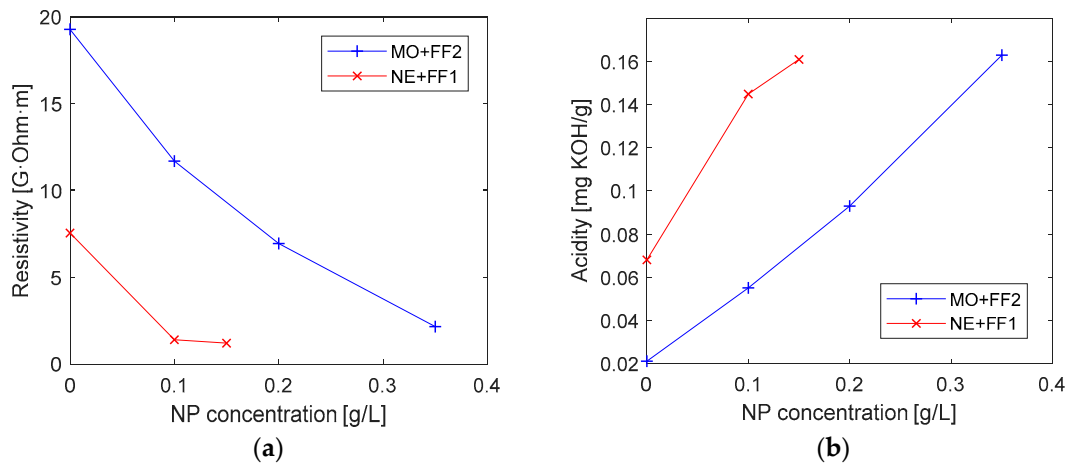 20
15
10
5
0
Resistivity [G·Ohm·m]
MO+FF2
NE+FF1
0 0.1 0.2 0.3 0.4
NP concentration [g/L]
(a)
0.16
0.14
0.12
0.1
0.08
0.06
0.04
0.02
Acidity [mg KOH/g]
MO+FF2
NE+FF1
0 0.1 0.2 0.3 0.4
NP concentration [g/L]
(b)